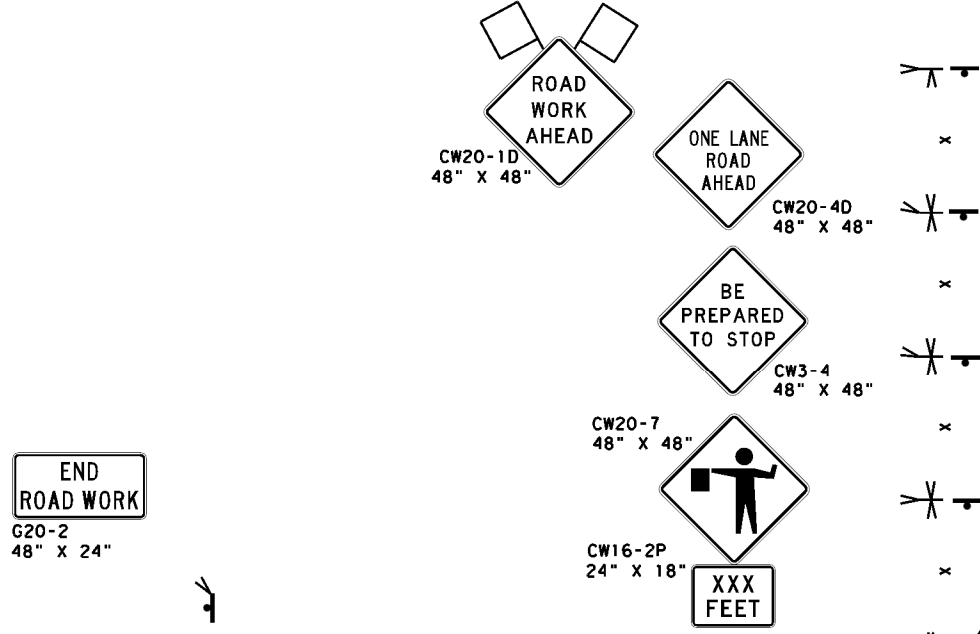 ROAD
WORK
AHEAD
CW20-1D
48" X 48"
ONE LANE
ROAD
AHEAD
CW20-4D
48" X 48"
BE
PREPARED
TO STOP
CW3-4
48" X 48"
CW20-7
48" X 48"
END
ROAD WORK
G20-2
48" X 24"
CW16-2P
24" X 18"
XXX
FEET
x
x
x
x